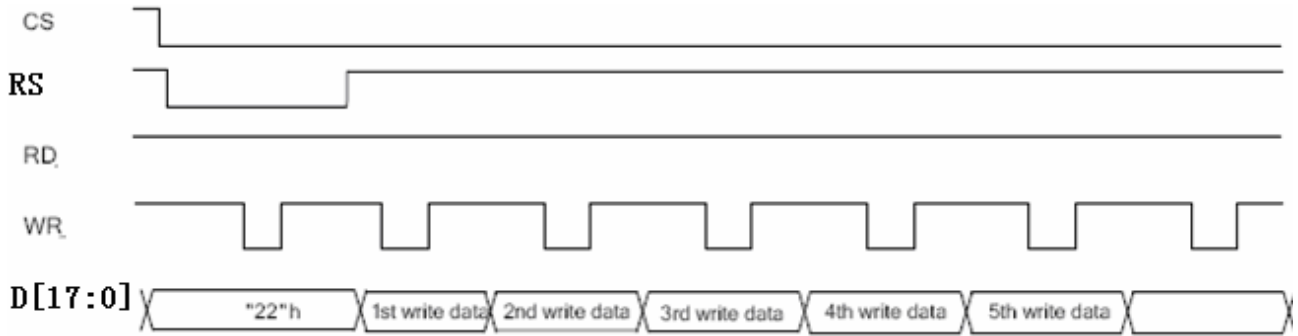 CS
RS
RD
WR
D[17:0] "22"h 1st write data 2nd write data 3rd write data 4th write data 5th write data